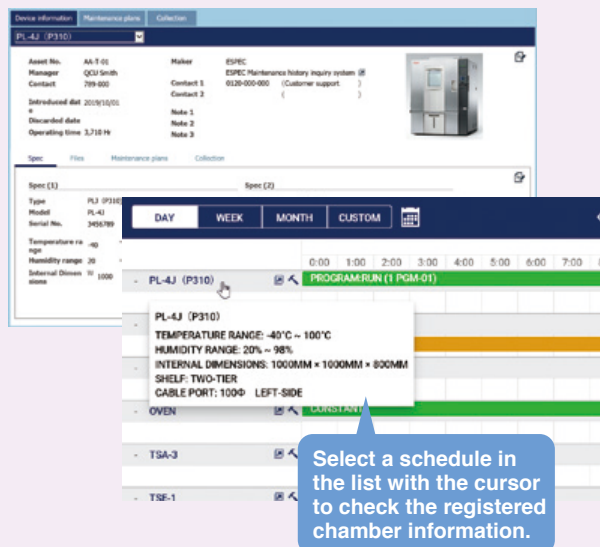 Device information Maintenance plans Collection
PL-4J (P310)
Asset No. AA-T-01 Maker ESPEC
Manager QCU Smith ESPEC Maintenance history inquiry system
Contact 789-000 Contact 1 0120-000-000 (Customer support )
Contact 2 ( )
Introduced dat 2019/10/01
e Note 1
Discarded date Note 2
Operating time 3,710 Hr Note 3
Spec Files Maintenance plans Collection
Spec (1) Spec (2)
Type PLJ (P310)
Model PL-4J
Serial No. 3456789
Temperature ra -40
nge
Humidity range 20
Internal Dimen W 1000
sions
DAY WEEK MONTH CUSTOM
0:00 1:00 2:00 3:00 4:00 5:00 6:00 7:00
- PL-4J (P310) PROGRAM:RUN (1 PGM-01)
PL-4J (P310)
TEMPERATURE RANGE: -40°C ~ 100°C
HUMIDITY RANGE: 20% ~ 98%
INTERNAL DIMENSIONS: 1000MM × 1000MM × 800MM
SHELF: TWO-TIER
CABLE PORT: 100Φ LEFT-SIDE
- OVEN CONSTANT
- TSA-3
- TSE-1
Select a schedule in
the list with the cursor
to check the registered
chamber information.